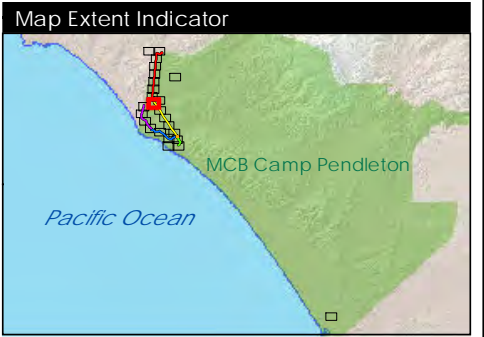 Map Extent Indicator
MCB Camp Pendleton
Pacific Ocean